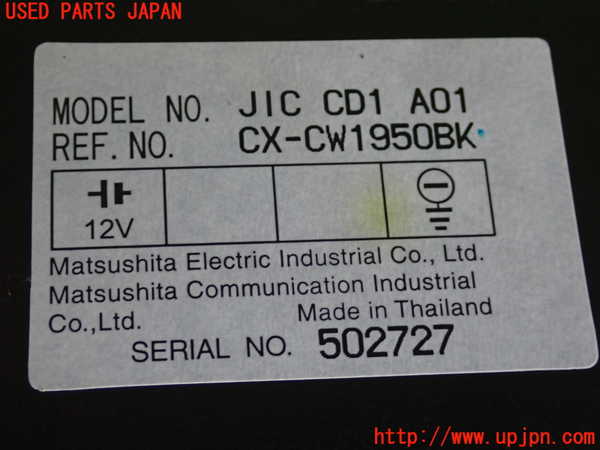 USED PARTS JAPAN
MODEL NO. JIC CD1 A01
REF. NO. CX-CW1950BK
12V
Matsushita Electric Industrial Co., Ltd.
Matsushita Communication Industrial
Co.,Ltd. Made in Thailand
SERIAL NO. 502727
http://www.upjpn.com/